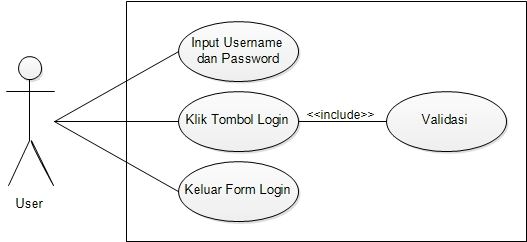 Input Username
dan Password
Klik Tombol Login
<<include>>
Validasi
Keluar Form Login
User